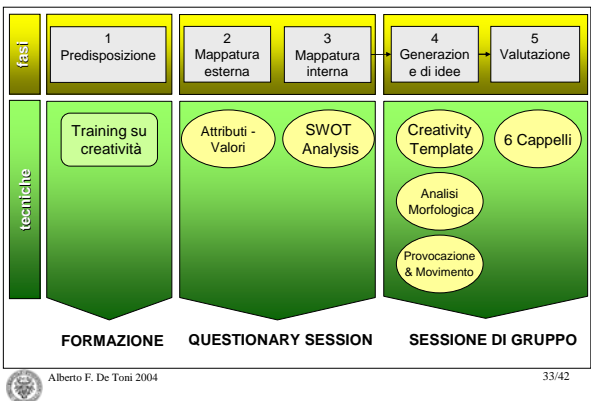 fasi
1
Predisposizione
2
Mappatura
esterna
3
Mappatura
interna
4
Generazion
e di idee
5
Valutazione
tecniche
Training su
creatività
Attributi -
Valori
SWOT
Analysis
Creativity
Template
6 Cappelli
Analisi
Morfologica
Provocazione
& Movimento
FORMAZIONE
QUESTIONARY SESSION
SESSIONE DI GRUPPO
Alberto F. De Toni 2004
33/42